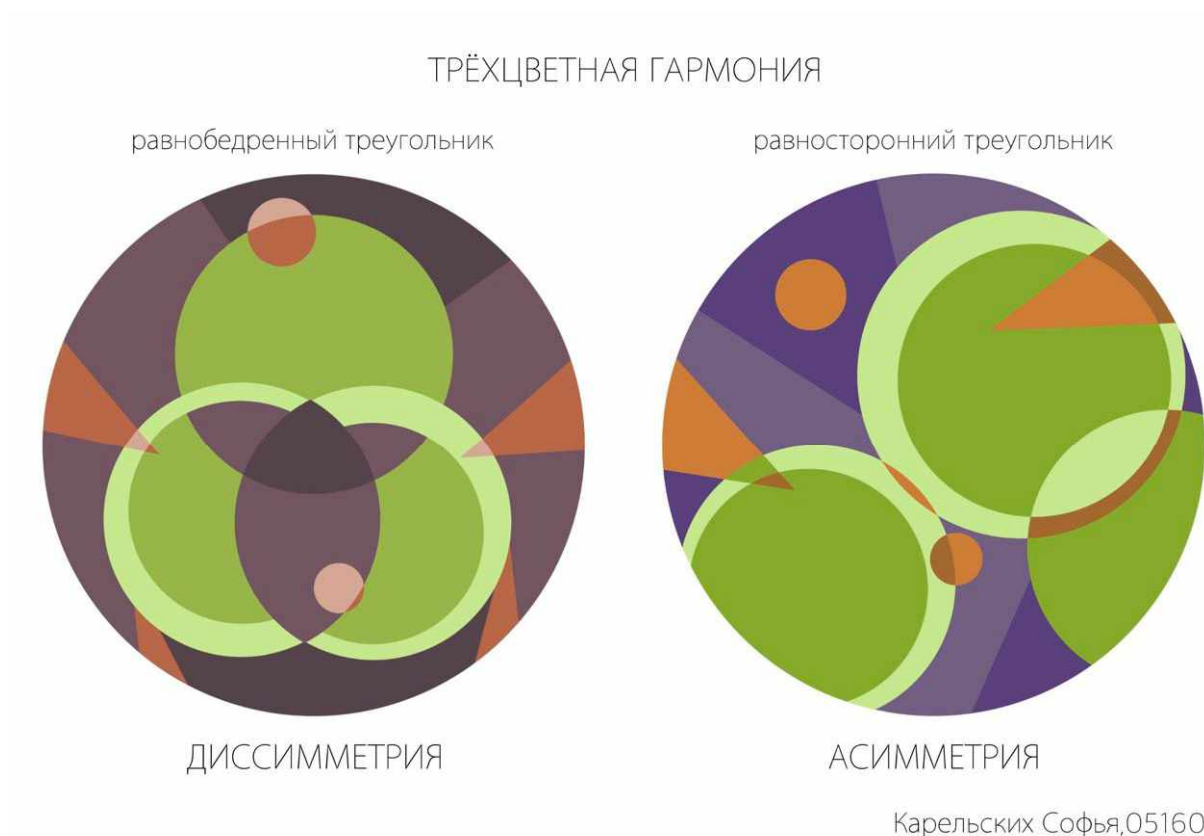 ТРЁХЦВЕТНАЯ ГАРМОНИЯ
равнобедренный треугольник
равносторонний треугольник
ДИССИММЕТРИЯ
АСИММЕТРИЯ
Карельских Софья,05160